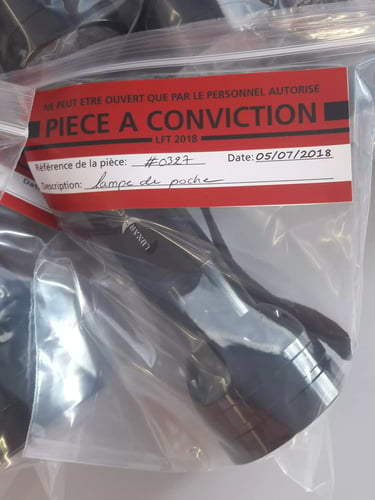 NE PEUT ETRE OUVERT QUE PAR LE PERSONNEL AUTORISE
PIECE A CONVICTION
LFT 2018
Référence de la pièce: #0327 Date: 05/07/2018
Description: lampe de poche